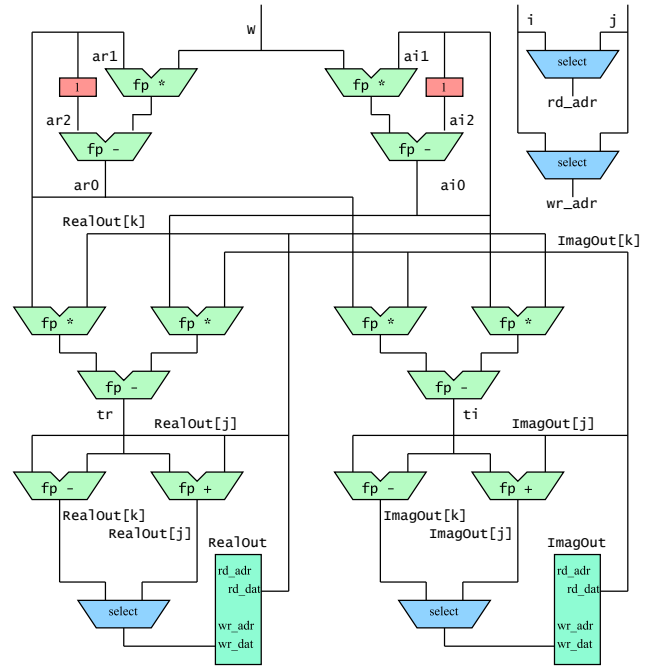 W
i j
ar1 ai1
select
fp * fp *
1 1
rd_adr
ar2 ai2
fp - fp -
select
ar0 ai0
wr_adr
RealOut[k]
ImagOut[k]
fp * fp * fp * fp *
fp - fp -
tr ti
RealOut[j] ImagOut[j]
fp - fp + fp - fp +
RealOut[k] ImagOut[k]
RealOut[j] ImagOut[j]
RealOut ImagOut
rd_adr rd_adr
rd_dat rd_dat
select select
wr_adr wr_adr
wr_dat wr_dat